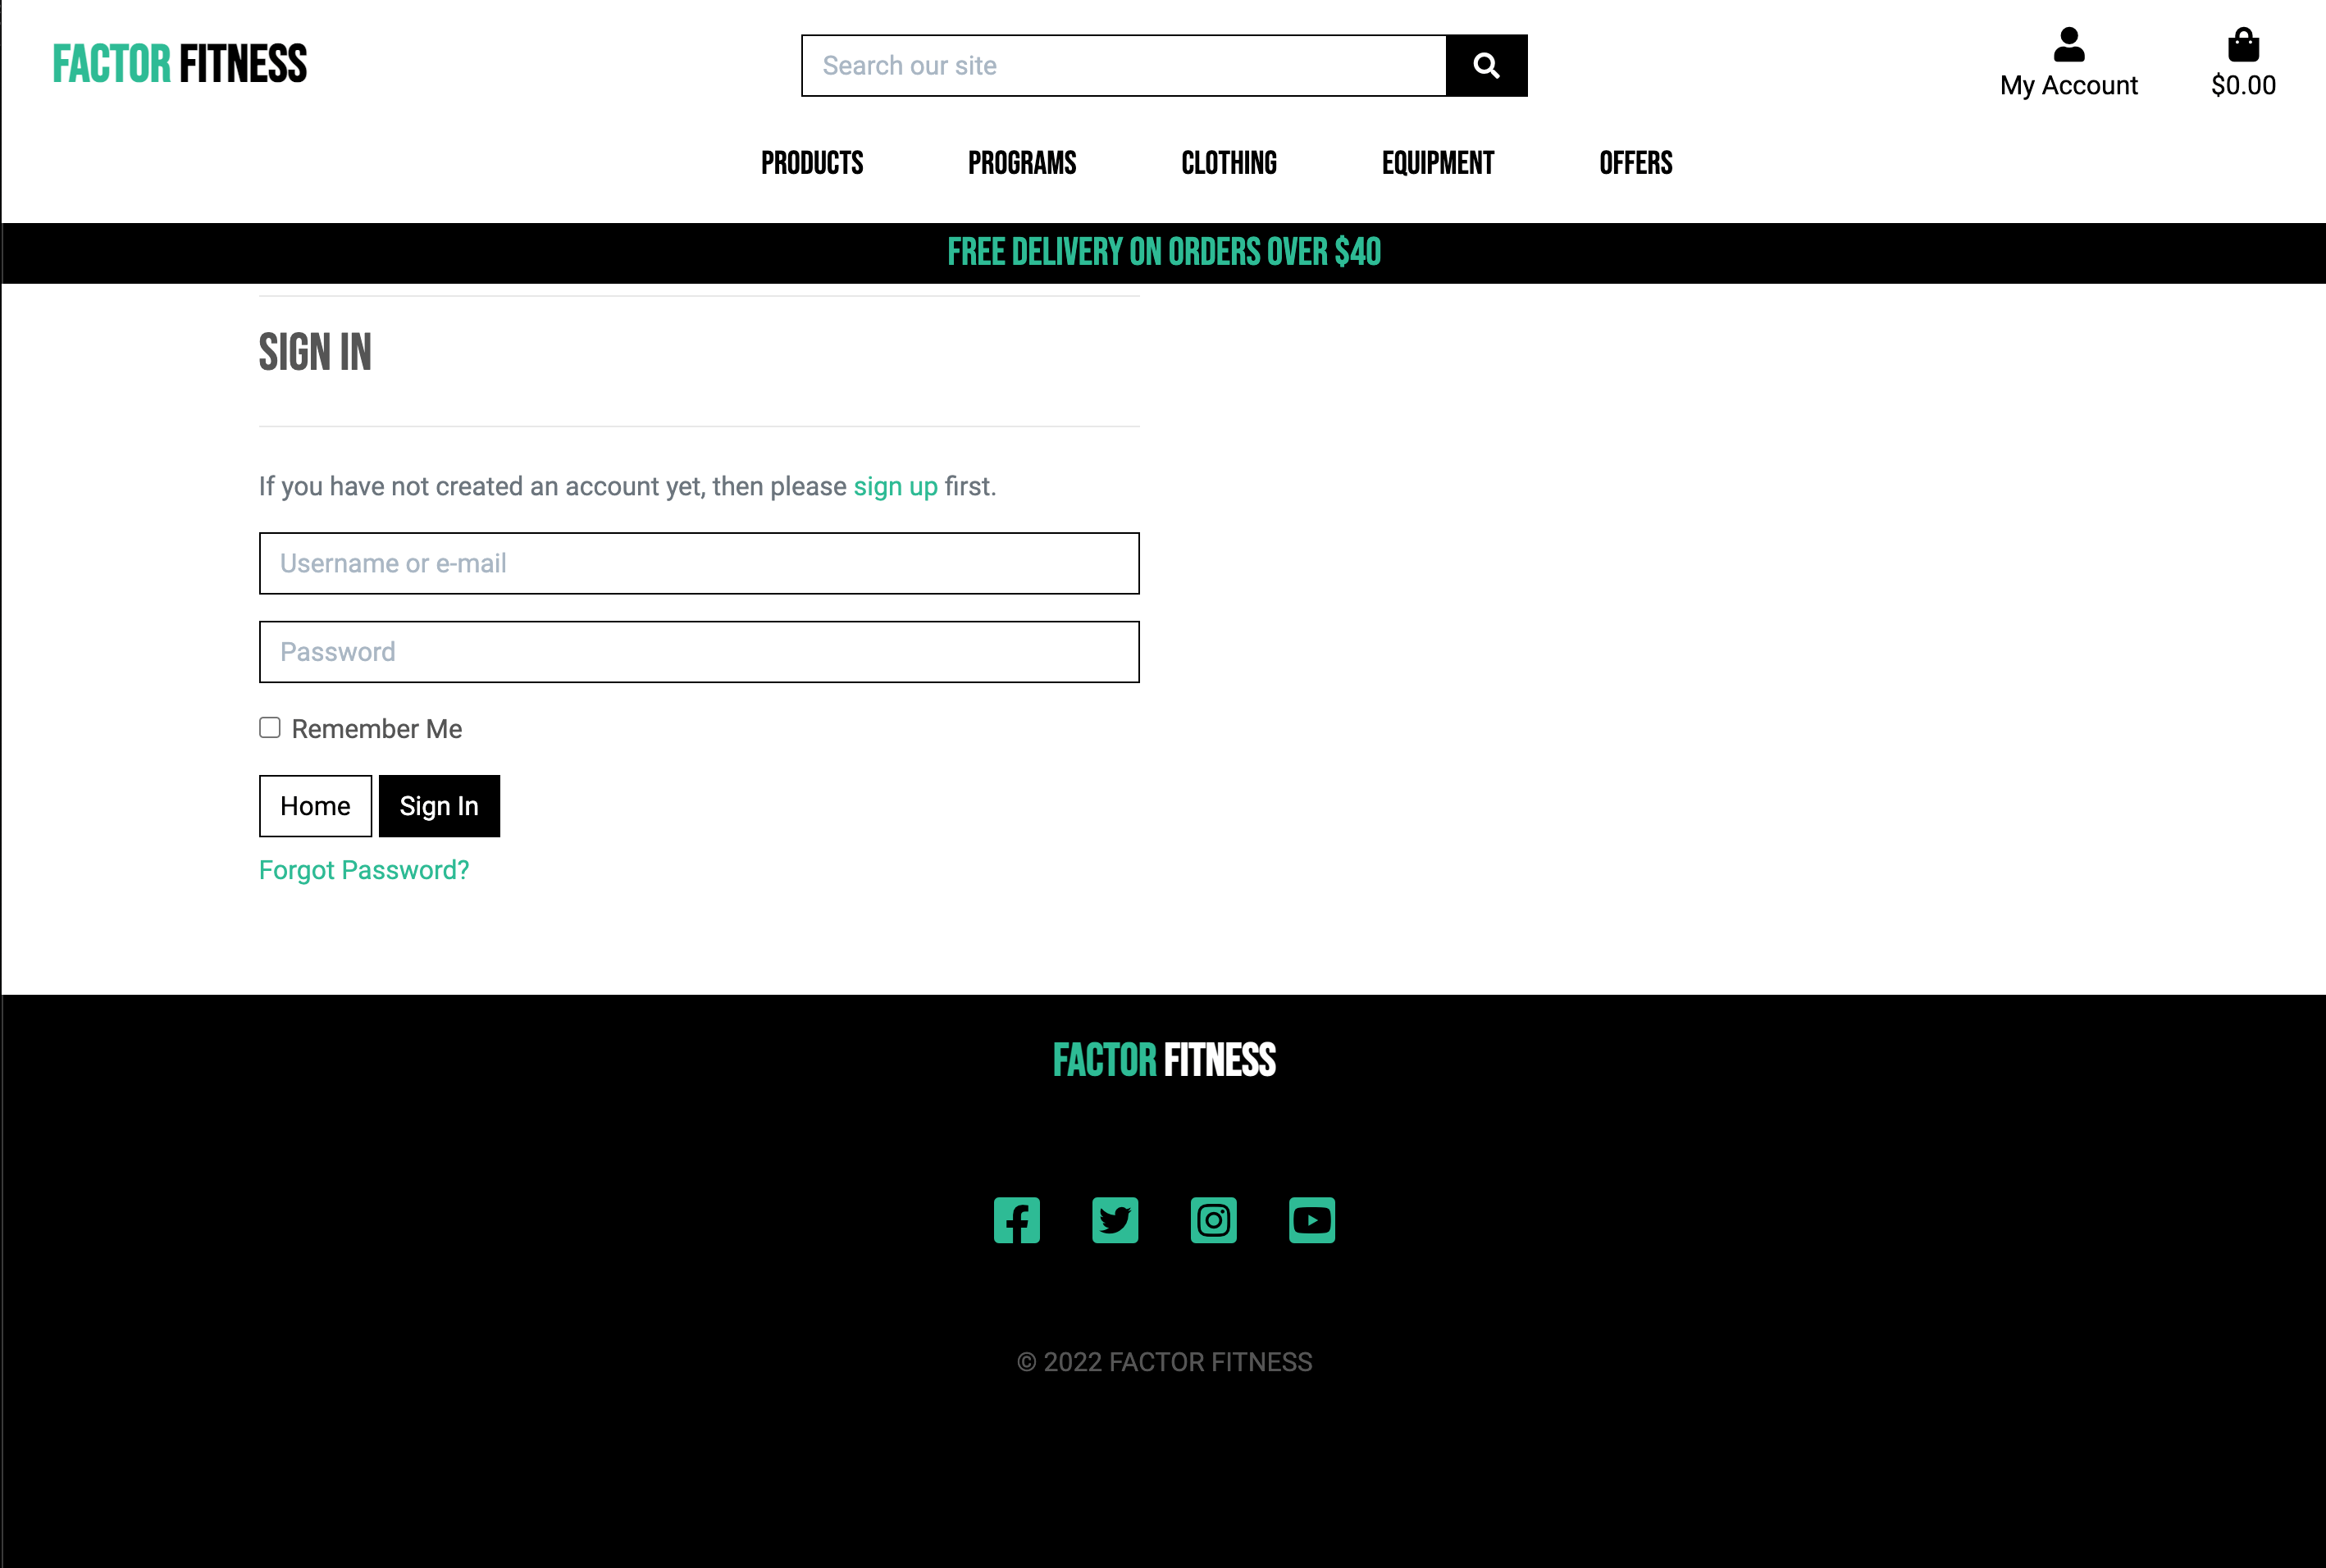 FACTOR FITNESS
Search our site
My Account
$0.00
PRODUCTS PROGRAMS CLOTHING EQUIPMENT OFFERS
FREE DELIVERY ON ORDERS OVER $40
SIGN IN
If you have not created an account yet, then please sign up first.
Username or e-mail
Password
Remember Me
Home Sign In
Forgot Password?
FACTOR FITNESS
© 2022 FACTOR FITNESS